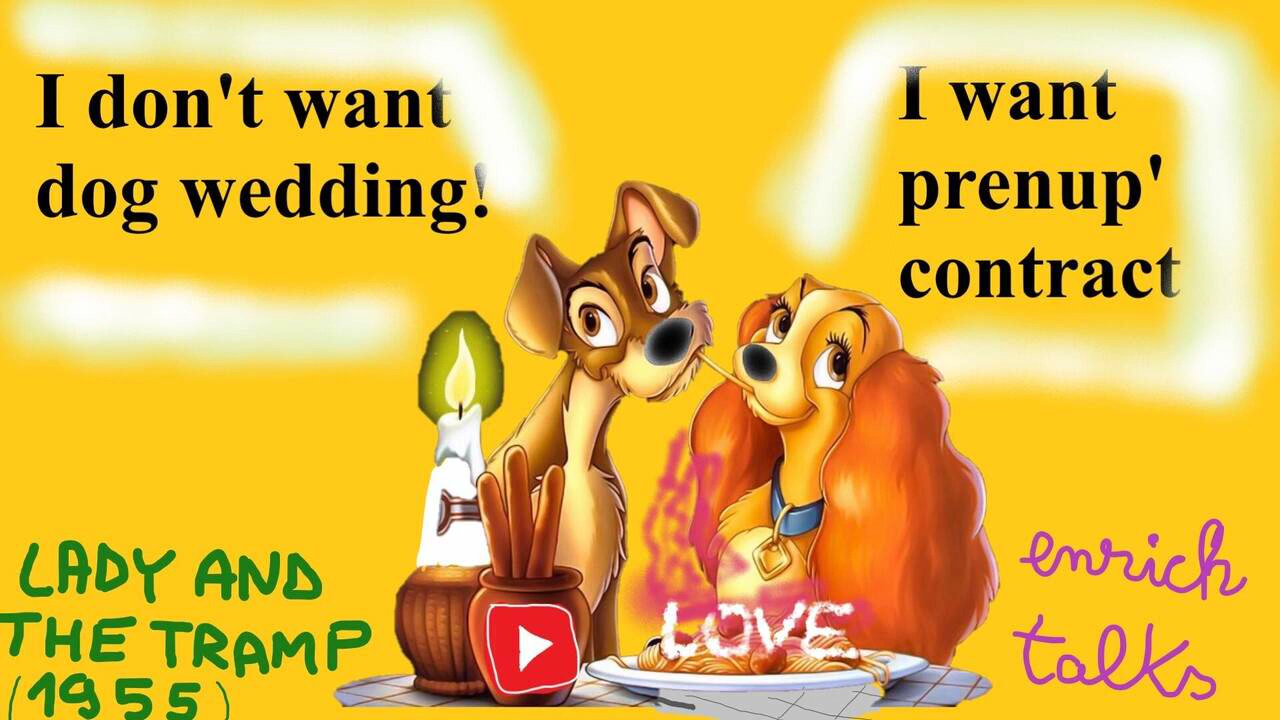 I don't want
dog wedding!
I want
prenup'
contract
LOVE
LADY AND
THE TRAMP
(1955)
enrich
talks